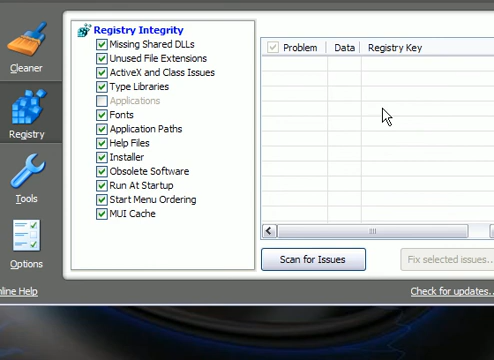 Cleaner
Registry
Tools
Options
Registry Integrity
Missing Shared DLLs
Unused File Extensions
ActiveX and Class Issues
Type Libraries
Applications
Fonts
Application Paths
Help Files
Installer
Obsolete Software
Run At Startup
Start Menu Ordering
MUI Cache
Problem Data Registry Key
Scan for Issues
Fix selected issues...
nline Help
Check for updates...